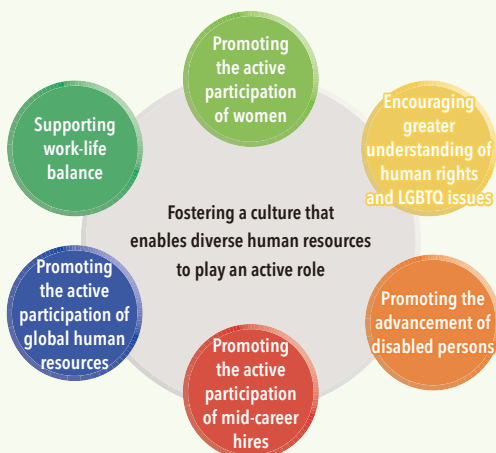 Promoting
the active
participation
of women
Encouraging
greater
understanding of
human rights
and LGBTQ issues
Supporting
work-life
balance
Fostering a culture that
enables diverse human resources
to play an active role
Promoting
the active
participation of
global human
resources
Promoting the
advancement of
disabled persons
Promoting
the active
participation
of mid-career
hires